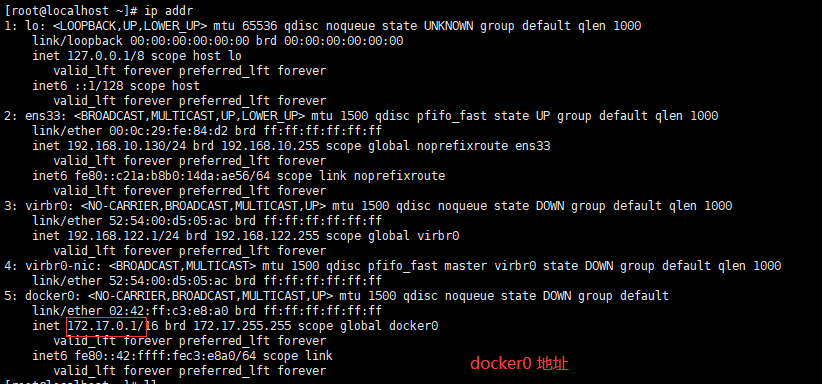 [root@localhost ~]# ip addr
1: lo: <LOOPBACK,UP,LOWER_UP> mtu 65536 qdisc noqueue state UNKNOWN group default qlen 1000
link/loopback 00:00:00:00:00:00 brd 00:00:00:00:00:00
inet 127.0.0.1/8 scope host lo
valid_lft forever preferred_lft forever
inet6 ::1/128 scope host
valid_lft forever preferred_lft forever
2: ens33: <BROADCAST,MULTICAST,UP,LOWER_UP> mtu 1500 qdisc pfifo_fast state UP group default qlen 1000
link/ether 00:0c:29:fe:84:d2 brd ff:ff:ff:ff:ff:ff
inet 192.168.10.130/24 brd 192.168.10.255 scope global noprefixroute ens33
valid_lft forever preferred_lft forever
inet6 fe80::c21a:b8b0:14da:ae56/64 scope link noprefixroute
valid_lft forever preferred_lft forever
3: virbr0: <NO-CARRIER,BROADCAST,MULTICAST,UP> mtu 1500 qdisc noqueue state DOWN group default qlen 1000
link/ether 52:54:00:d5:05:ac brd ff:ff:ff:ff:ff:ff
inet 192.168.122.1/24 brd 192.168.122.255 scope global virbr0
valid_lft forever preferred_lft forever
4: virbr0-nic: <BROADCAST,MULTICAST> mtu 1500 qdisc pfifo_fast master virbr0 state DOWN group default qlen 1000
link/ether 52:54:00:d5:05:ac brd ff:ff:ff:ff:ff:ff
5: docker0: <NO-CARRIER,BROADCAST,MULTICAST,UP> mtu 1500 qdisc noqueue state DOWN group default
link/ether 02:42:ff:c3:e8:a0 brd ff:ff:ff:ff:ff:ff
inet 172.17.0.1/16 brd 172.17.255.255 scope global docker0
valid_lft forever preferred_lft forever
inet6 fe80::42:ffff:fec3:e8a0/64 scope link
valid_lft forever preferred_lft forever
docker0 地址